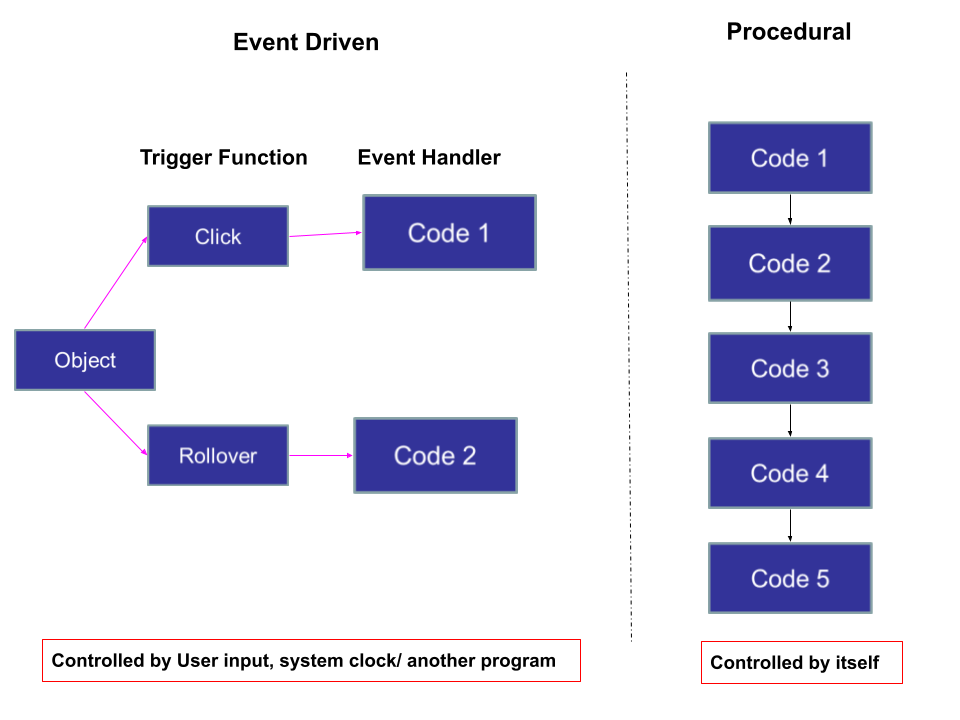 Event Driven
Procedural
Trigger Function
Event Handler
Click
Code 1
Object
Rollover
Code 2
Controlled by User input, system clock/ another program
Code 1
Code 2
Code 3
Code 4
Code 5
Controlled by itself